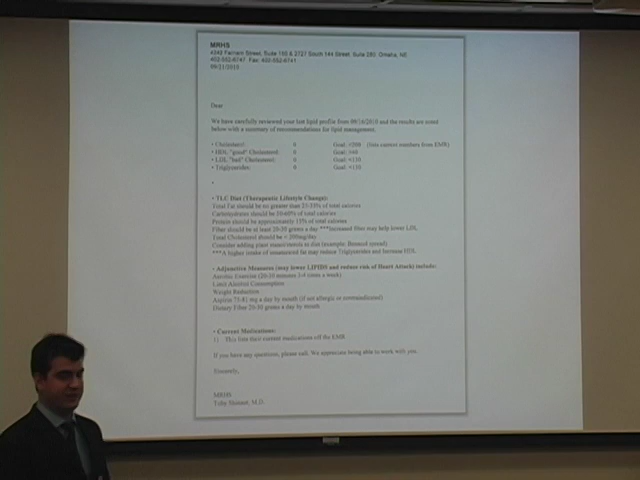 MRHS
4242 Farnam Street, Suite 150 & 2727 South 144 Street, Suite 280, Omaha, NE
402-552-6747 Fax: 402-552-6741
Dear
We have carefully reviewed your last lipid profile from and the results are noted
below with a summary of recommendations for lipid management.
• Cholesterol: 0 Goal: <200 (lists current numbers from EMR)
• HDL "good" Cholesterol: 0 Goal: >40
• LDL "bad" Cholesterol: 0 Goal: <130
• Triglycerides: 0 Goal: <150
•
• TLC Diet (Therapeutic Lifestyle Change):
Total Fat should be no greater than 25-35% of total calories
Carbohydrates should be 50-60% of total calories
Protein should be approximately 15% of total calories
Fiber should be at least 20-30 grams a day ***Increased fiber may help lower LDL
Total Cholesterol should be < 200mg/day
Consider adding plant to diet (example: Benecol spread)
***A higher intake of unsaturated fat may reduce Triglycerides and increase HDL
• Adjunctive Measures (may lower LIPIDS and reduce risk of Heart Attack) include:
Aerobic Exercise (20-30 minutes 3-4 times a week)
Limit Alcohol Consumption
Weight Reduction
Aspirin 75-81 mg a day by mouth (if not allergic or contraindicated)
Dietary Fiber 20-30 grams a day by mouth
• Current Medications:
1) This lists their current medications off the EMR
If you have any questions, please call. We appreciate being able to work with you.
Sincerely,
MRHS
M.D.